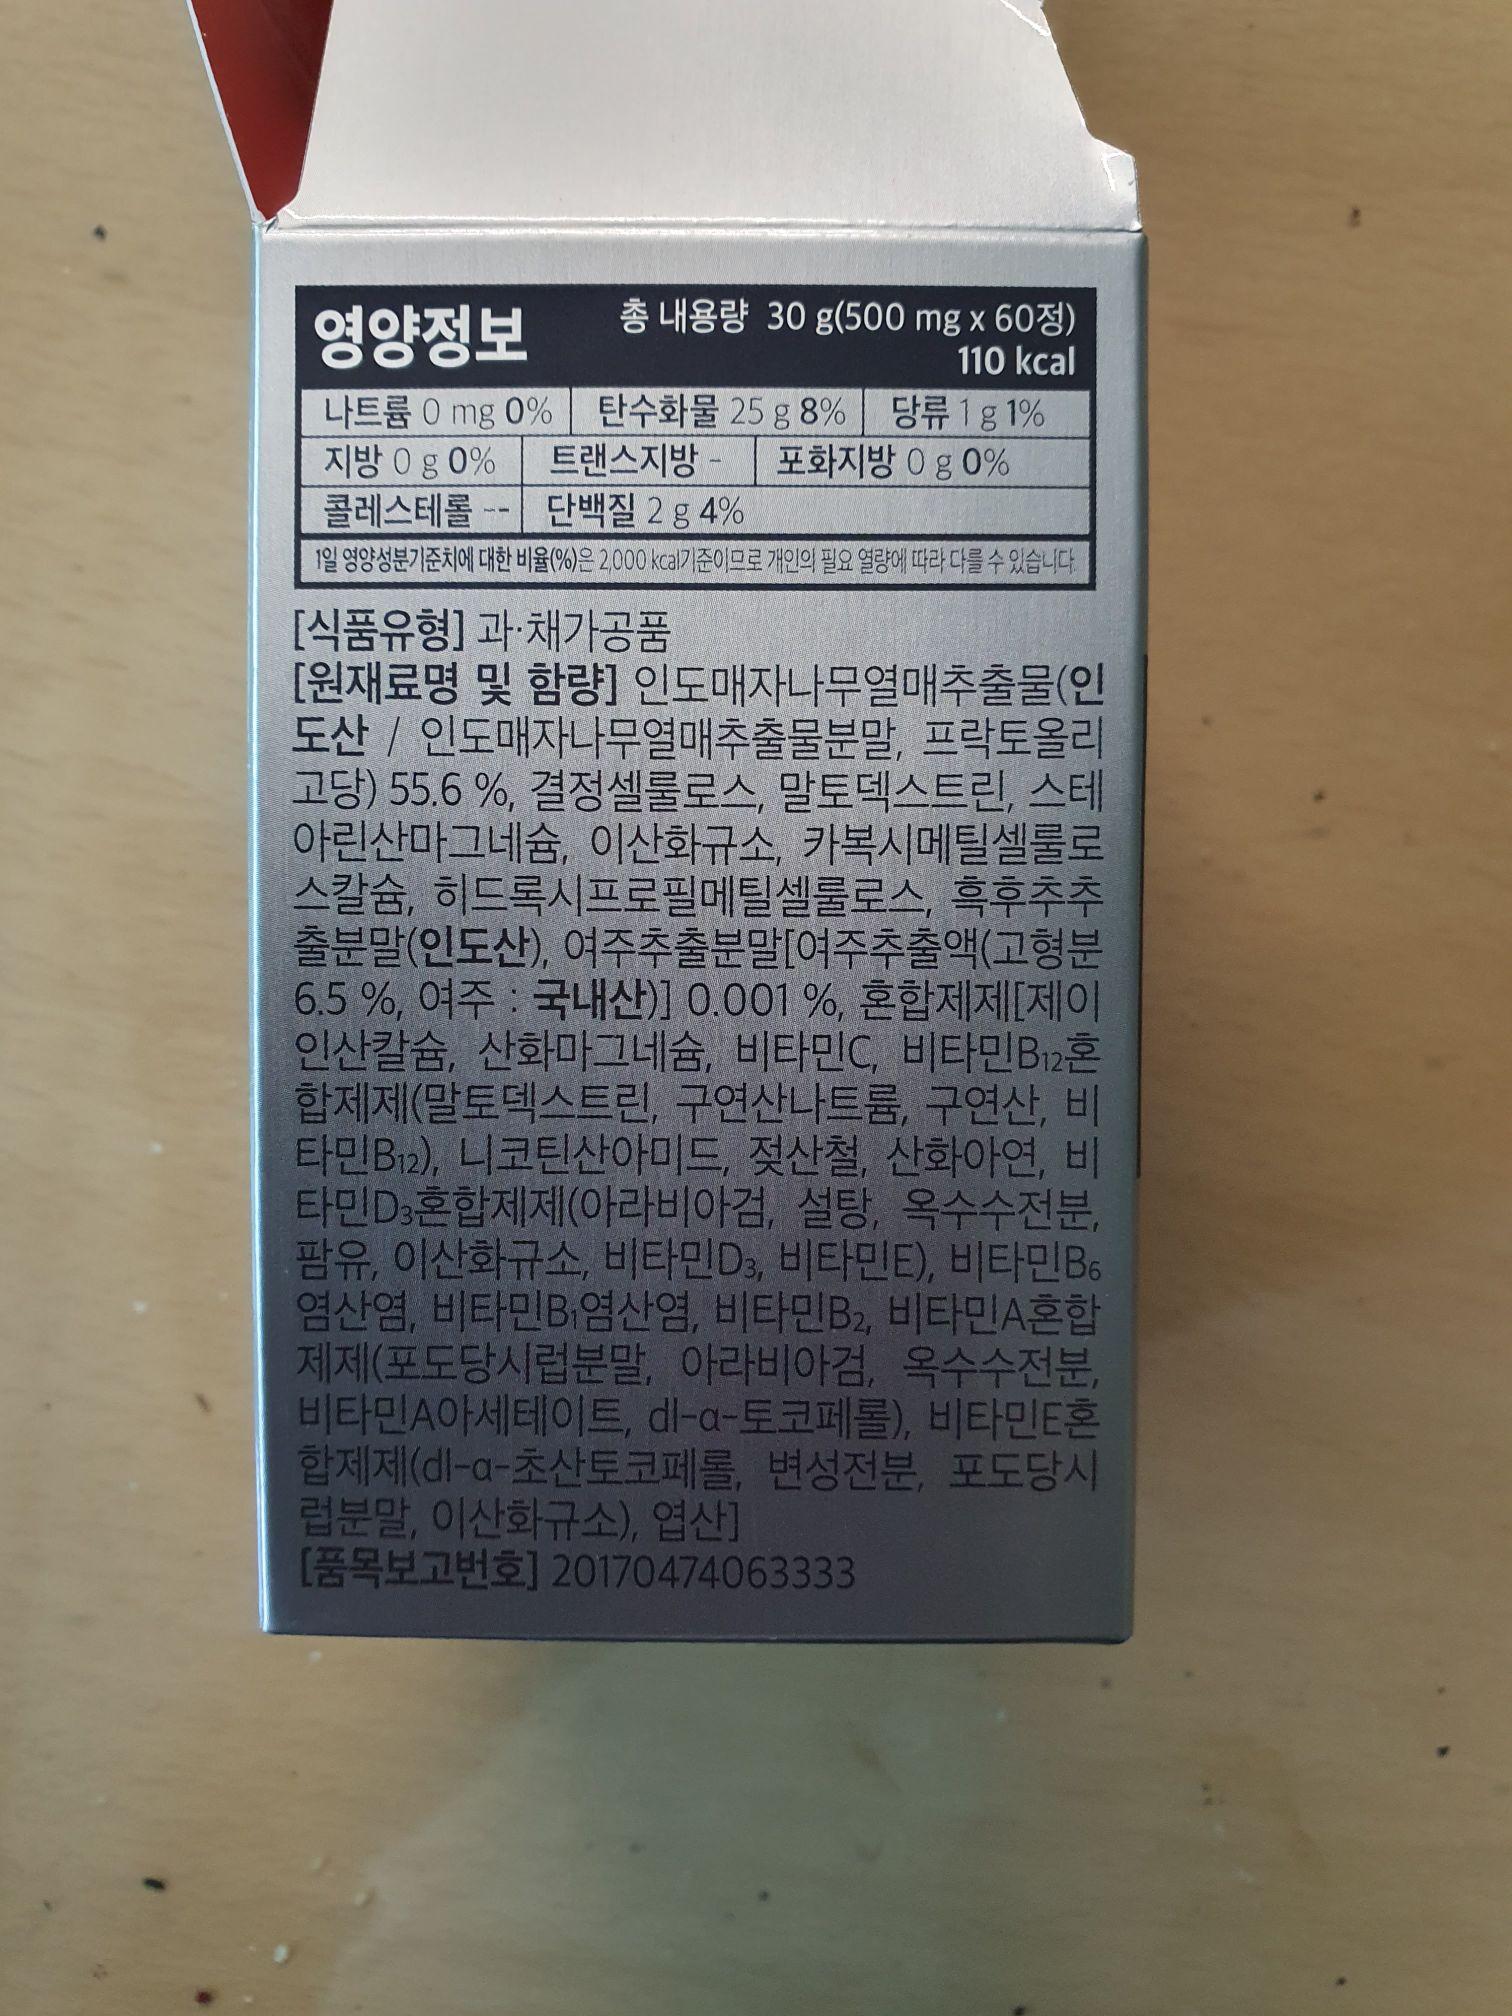 영양정보 총 내용량 30 g(500 mg x 60정)
110 kcal
나트륨 0 mg 0% 탄수화물 25 g 8% 당류 1 g 1%
지방 0 g 0% 트랜스지방 - 포화지방 0 g 0%
콜레스테롤 -- 단백질 2 g 4%
1일 영양성분기준치에 대한 비율(%)은 2,000 kcal기준이므로 개인의 필요 열량에 따라 다를 수 있습니다.
[식품유형] 과·채가공품
[원재료명 및 함량] 인도매자나무열매추출물(인
도산 / 인도매자나무열매추출물분말, 프락토올리
고당) 55.6 %, 결정셀룰로스, 말토덱스트린, 스테
아린산마그네슘, 이산화규소, 카복시메틸셀룰로
스칼슘, 히드록시프로필메틸셀룰로스, 흑후추추
출분말(인도산), 여주추출분말[여주추출액(고형분
6.5 %, 여주 : 국내산)] 0.001 %, 혼합제제[제이
인산칼슘, 산화마그네슘, 비타민C, 비타민B12혼
합제제(말토덱스트린, 구연산나트륨, 구연산, 비
타민B12), 니코틴산아미드, 젖산철, 산화아연, 비
타민D3혼합제제(아라비아검, 설탕, 옥수수전분,
팜유, 이산화규소, 비타민D3, 비타민E), 비타민B6
염산염, 비타민B1염산염, 비타민B2, 비타민A혼합
제제(포도당시럽분말, 아라비아검, 옥수수전분,
비타민A아세테이트, dl-α-토코페롤), 비타민E혼
합제제(dl-α-초산토코페롤, 변성전분, 포도당시
럽분말, 이산화규소), 엽산]
[품목보고번호] 20170474063333